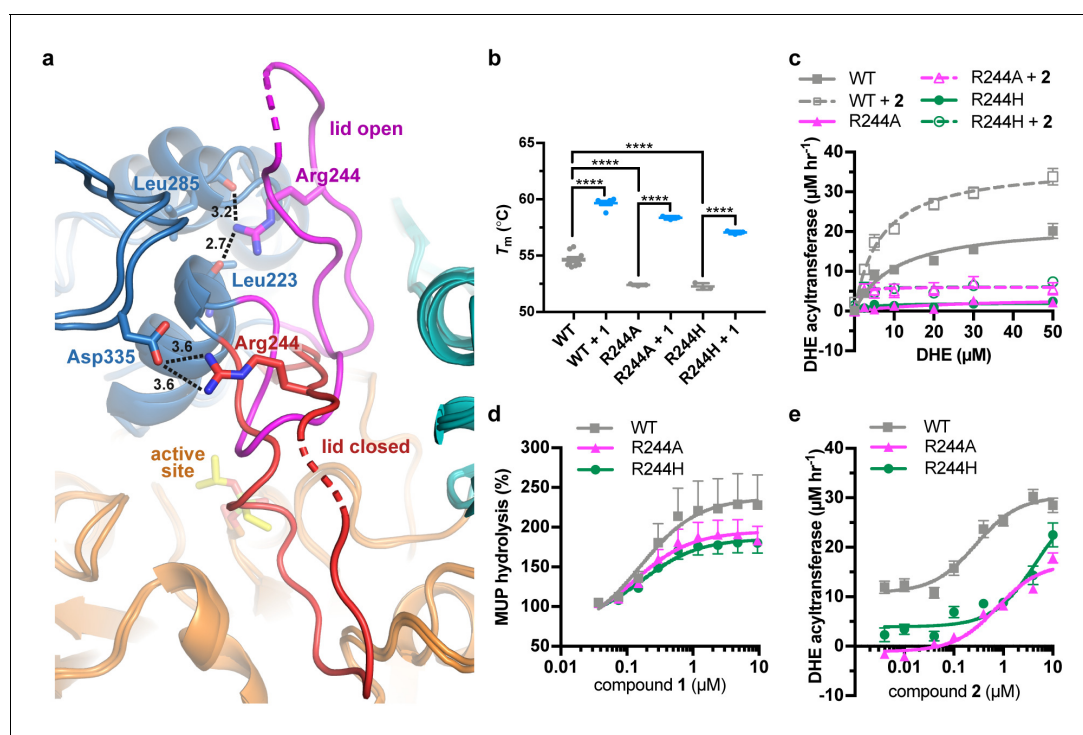 a
lid open
Leu285
Arg244
3.2
2.7
Leu223
Asp335
3.6
Arg244
3.6
lid closed
active
site
b
****
****
****
****
****
65
60
55
50
Tm (°C)
WT
WT + 1
R244A
R244A + 1
R244H
R244H + 1
c
WT
WT + 2
R244A
R244A + 2
R244H
R244H + 2
DHE acyltransferase (µM hr-1)
40
30
20
10
0
-10
10 20 30 40 50
DHE (µM)
d
WT
R244A
R244H
MUP hydrolysis (%)
300
250
200
150
100
50
0.01 0.1 1 10
compound 1 (µM)
e
WT
R244A
R244H
DHE acyltransferase (µM hr-1)
40
30
20
10
0
-10
0.01 0.1 1 10
compound 2 (µM)